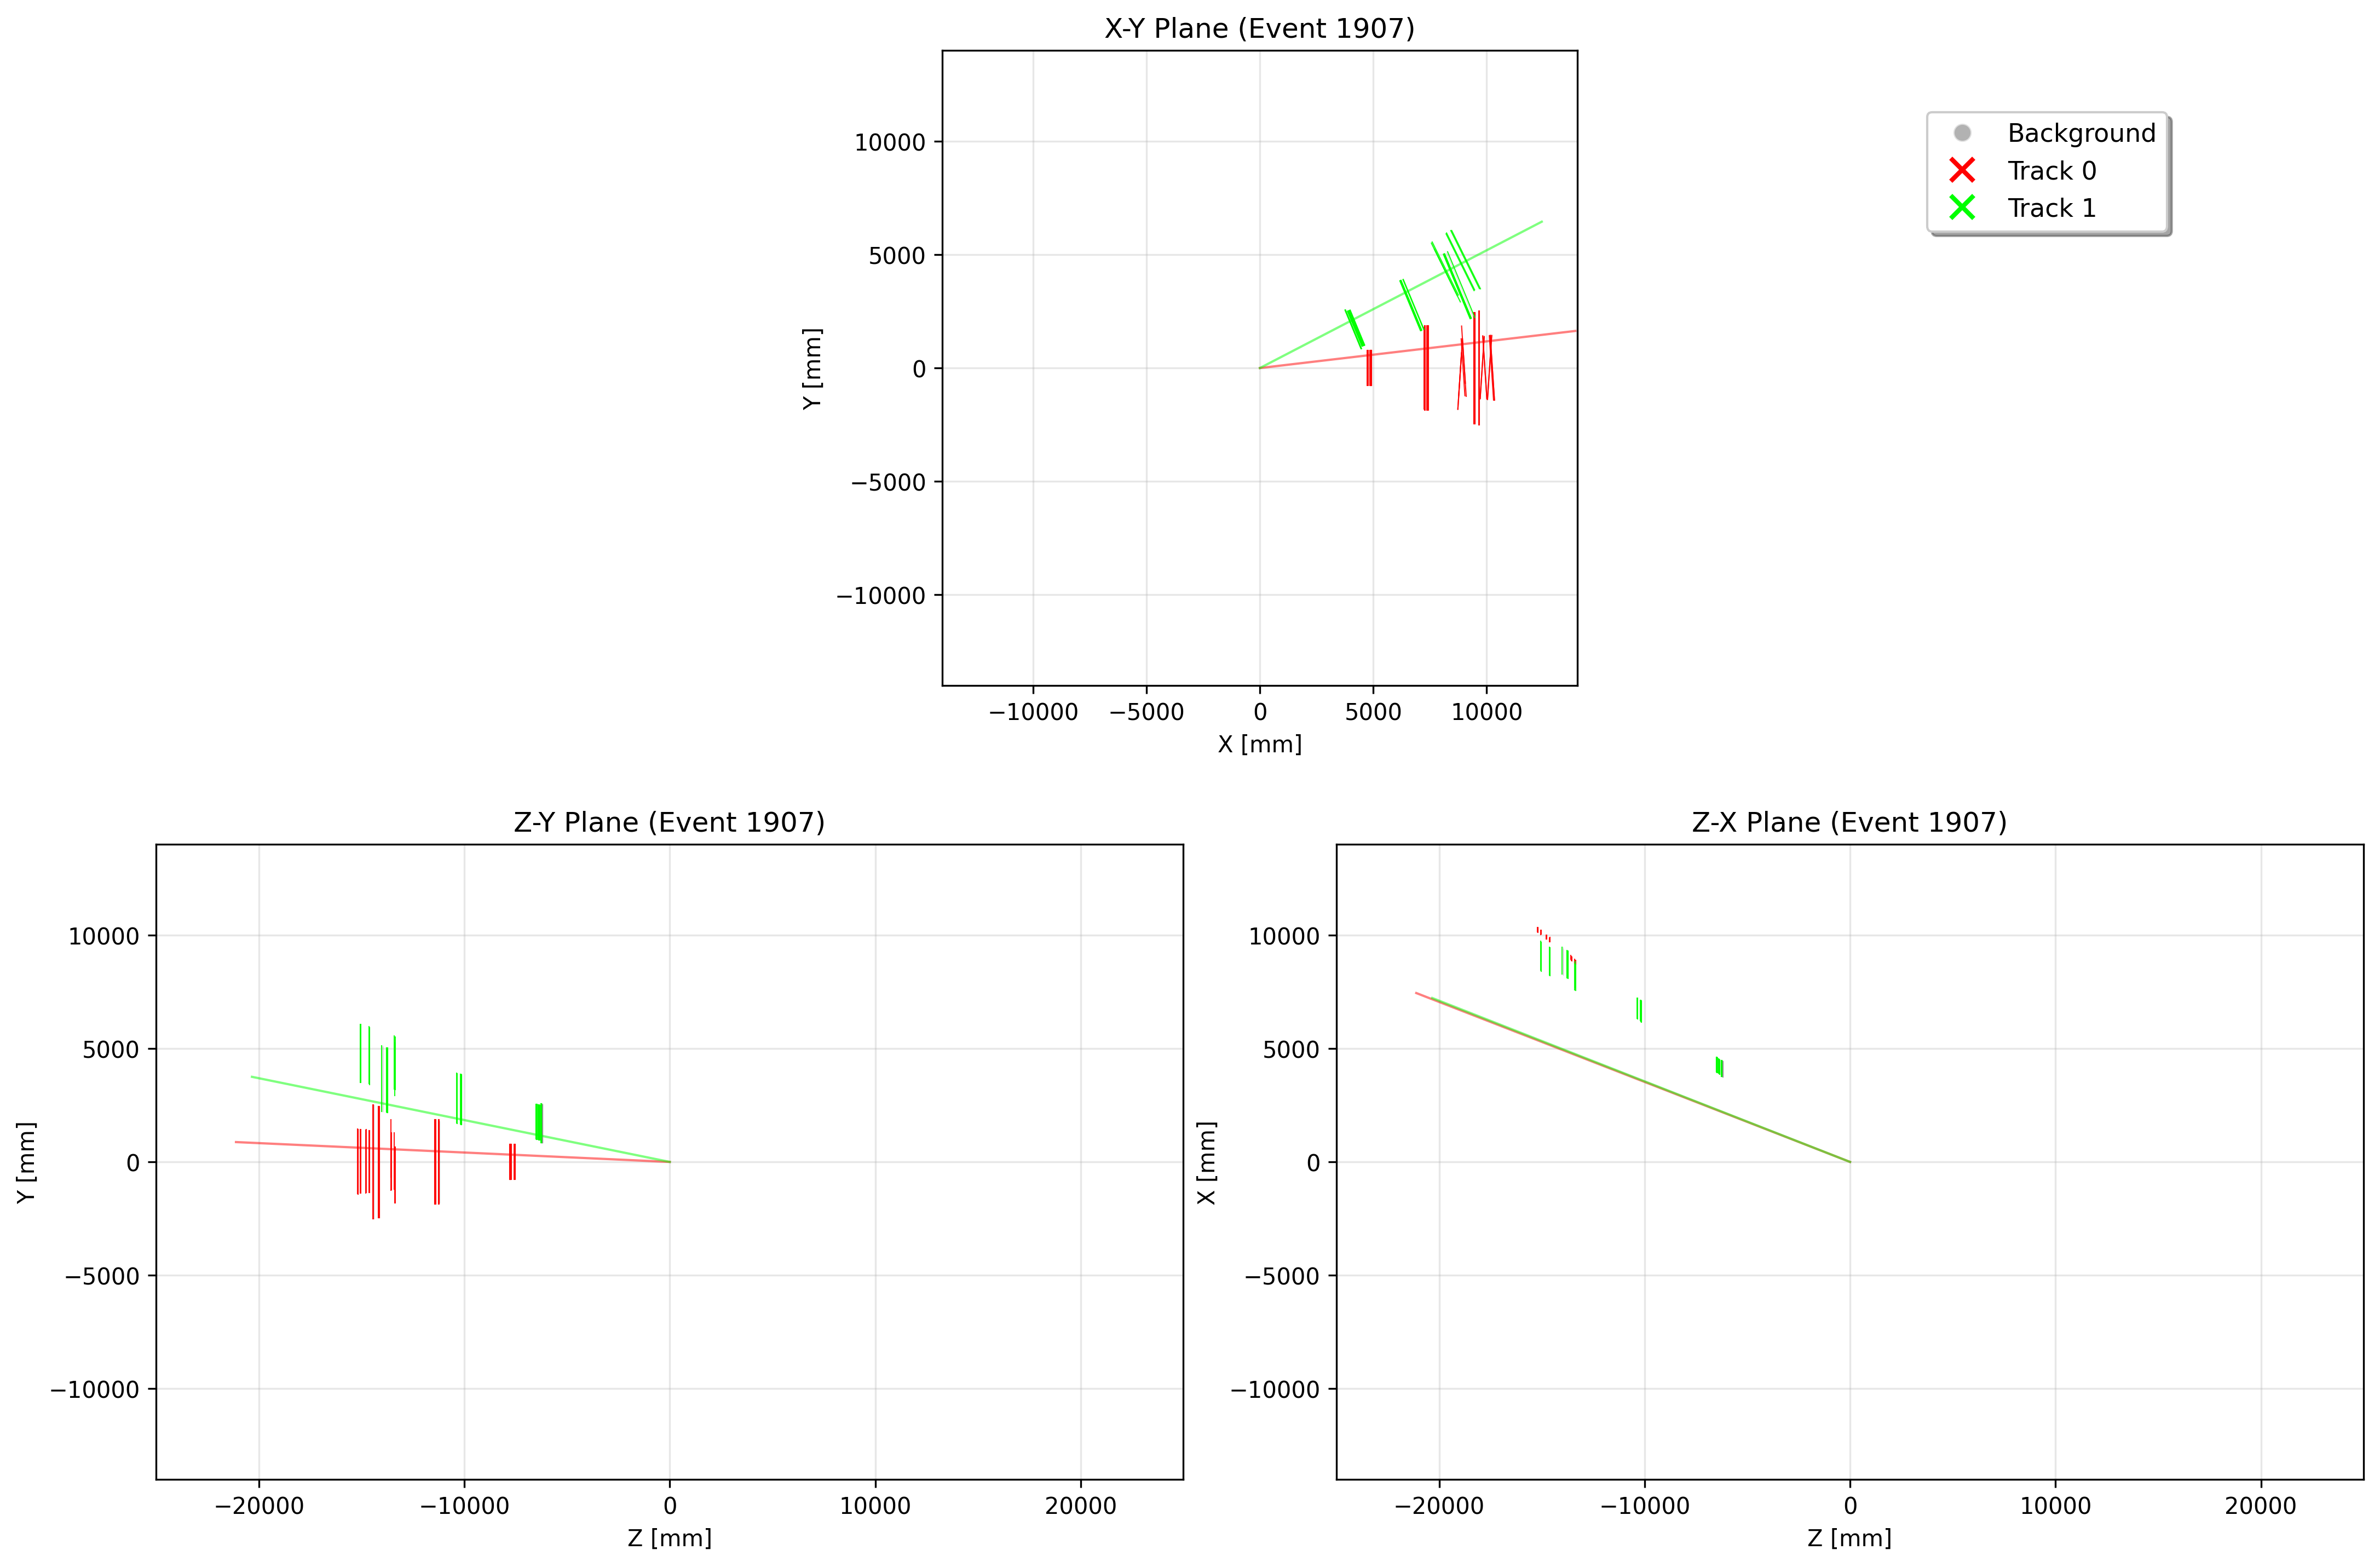 X-Y Plane (Event 1907)
10000
5000
0
−5000
−10000
Y [mm]
−10000 −5000 0 5000 10000
X [mm]
Background
Track 0
Track 1
Z-Y Plane (Event 1907)
10000
5000
0
−5000
−10000
Y [mm]
−20000 −10000 0 10000 20000
Z [mm]
Z-X Plane (Event 1907)
10000
5000
0
−5000
−10000
X [mm]
−20000 −10000 0 10000 20000
Z [mm]